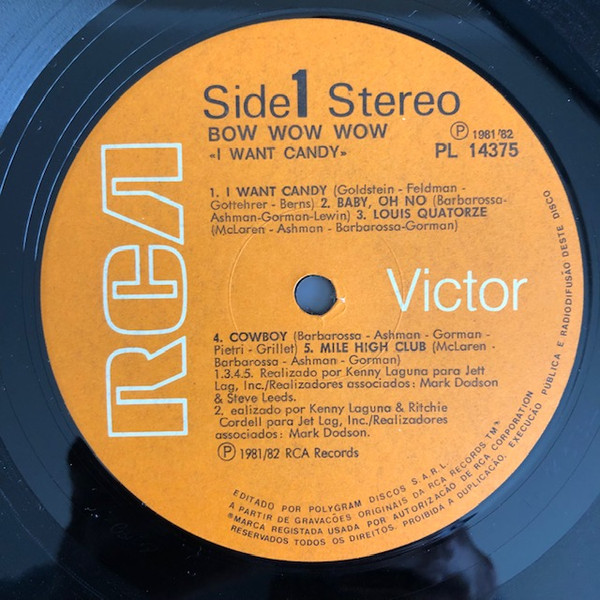 Side 1 Stereo
BOW WOW WOW
Ⓟ 1981/82
«I WANT CANDY»
PL 14375
1. I WANT CANDY (Goldstein - Feldman -
Gottehrer - Berns) 2. BABY, OH NO (Barbarossa-
Ashman-Gorman-Lewin) 3. LOUIS QUATORZE
(McLaren - Ashman - Barbarossa-Gorman)
RCA
Victor
4. COWBOY (Barbarossa - Ashman - Gorman -
Pietri - Grillet) 5. MILE HIGH CLUB (McLaren -
Barbarossa - Ashman - Gorman)
1.3.4.5. Realizado por Kenny Laguna para Jett
Lag, Inc./Realizadores associados: Mark Dodson
& Steve Leeds.
2. ealizado por Kenny Laguna & Ritchie
Cordell para Jet Lag, Inc./Realizadores
associados: Mark Dodson.
Ⓟ 1981/82 RCA Records
EDITADO POR POLYGRAM DISCOS S.A.R.L.
A PARTIR DE GRAVACÕES ORIGINAIS DA RCA RECORDS.TM®
®MARCA REGISTADA USADA POR AUTORIZAÇÃO DE RCA CORPORATION
RESERVADOS TODOS OS DIREITOS. PROIBIDA A DUPLICAÇÃO, EXECUÇÃO PÚBLICA E RADIODIFUSÃO DESTE DISCO